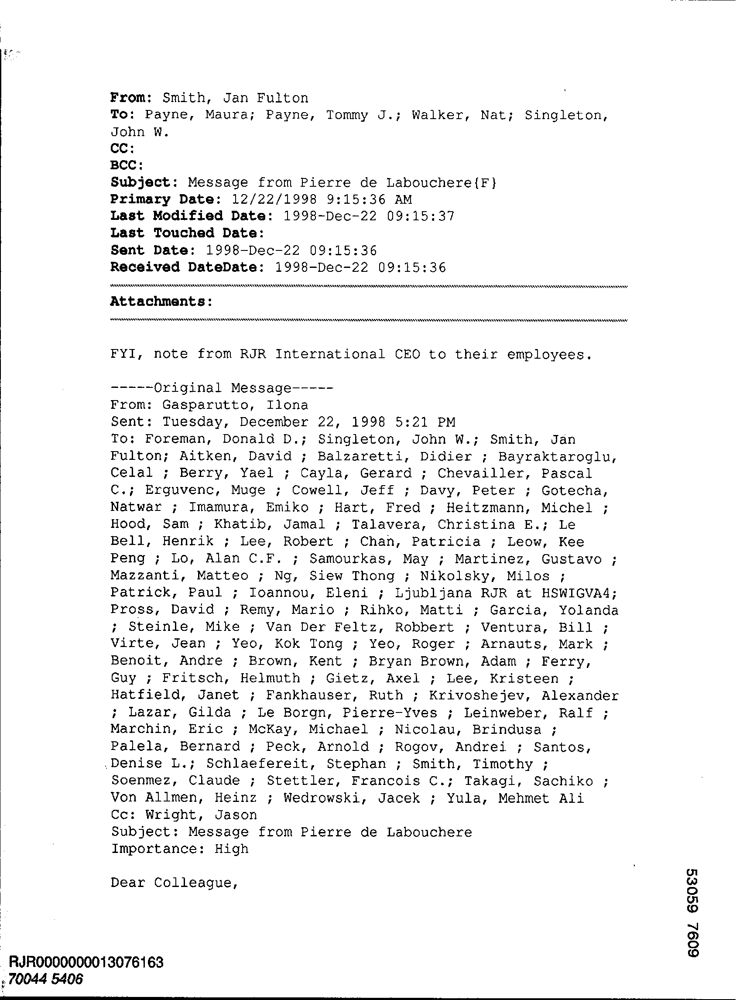 From: Smith, Jan Fulton
To: Payne, Maura; Payne, Tommy J.; Walker, Nat; Singleton,
John W.
CC:
BCC:
Subject: Message from Pierre de Labouchere{F}
Primary Date: 12/22/1998 9:15:36 AM
Last Modified Date: 1998-Dec-22 09:15:37
Last Touched Date:
Sent Date: 1998-Dec-22 09:15:36
Received DateDate: 1998-Dec-22 09:15:36
Attachments:
FYI, note from RJR International CEO to their employees.
-----Original Message-----
From: Gasparutto, Ilona
Sent: Tuesday, December 22, 1998 5:21 PM
To: Foreman, Donald D.; Singleton, John W.; Smith, Jan
Fulton; Aitken, David ; Balzaretti, Didier ; Bayraktaroglu,
Celal ; Berry, Yael ; Cayla, Gerard ; Chevailler, Pascal
C.; Erguvenc, Muge ; Cowell, Jeff ; Davy, Peter ; Gotecha,
Natwar ; Imamura, Emiko ; Hart, Fred ; Heitzmann, Michel ;
Hood, Sam ; Khatib, Jamal ; Talavera, Christina E.; Le
Bell, Henrik ; Lee, Robert ; Chan, Patricia ; Leow, Kee
Peng ; Lo, Alan C.F. ; Samourkas, May ; Martinez, Gustavo ;
Mazzanti, Matteo ; Ng, Siew Thong ; Nikolsky, Milos ;
Patrick, Paul ; Ioannou, Eleni ; Ljubljana RJR at HSWIGVA4;
Pross, David ; Remy, Mario ; Rihko, Matti ; Garcia, Yolanda
; Steinle, Mike ; Van Der Feltz, Robbert ; Ventura, Bill ;
Virte, Jean ; Yeo, Kok Tong ; Yeo, Roger ; Arnauts, Mark ;
Benoit, Andre ; Brown, Kent ; Bryan Brown, Adam ; Ferry,
Guy ; Fritsch, Helmuth ; Gietz, Axel ; Lee, Kristeen ;
Hatfield, Janet ; Fankhauser, Ruth ; Krivoshejev, Alexander
; Lazar, Gilda ; Le Borgn, Pierre-Yves ; Leinweber, Ralf ;
Marchin, Eric ; McKay, Michael ; Nicolau, Brindusa ;
Palela, Bernard ; Peck, Arnold ; Rogov, Andrei ; Santos,
Denise L.; Schlaefereit, Stephan ; Smith, Timothy ;
Soenmez, Claude ; Stettler, Francois C.; Takagi, Sachiko ;
Von Allmen, Heinz ; Wedrowski, Jacek ; Yula, Mehmet Ali
Cc: Wright, Jason
Subject: Message from Pierre de Labouchere
Importance: High
Dear Colleague,
53059 7609
RJR0000000013076163
70044 5406